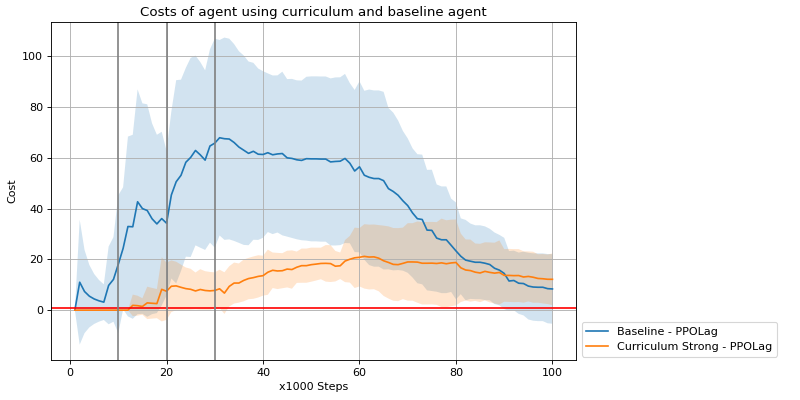 Costs of agent using curriculum and baseline agent
Cost
100
80
60
40
20
0
0 20 40 60 80 100
x1000 Steps
Baseline - PPOLag
Curriculum Strong - PPOLag